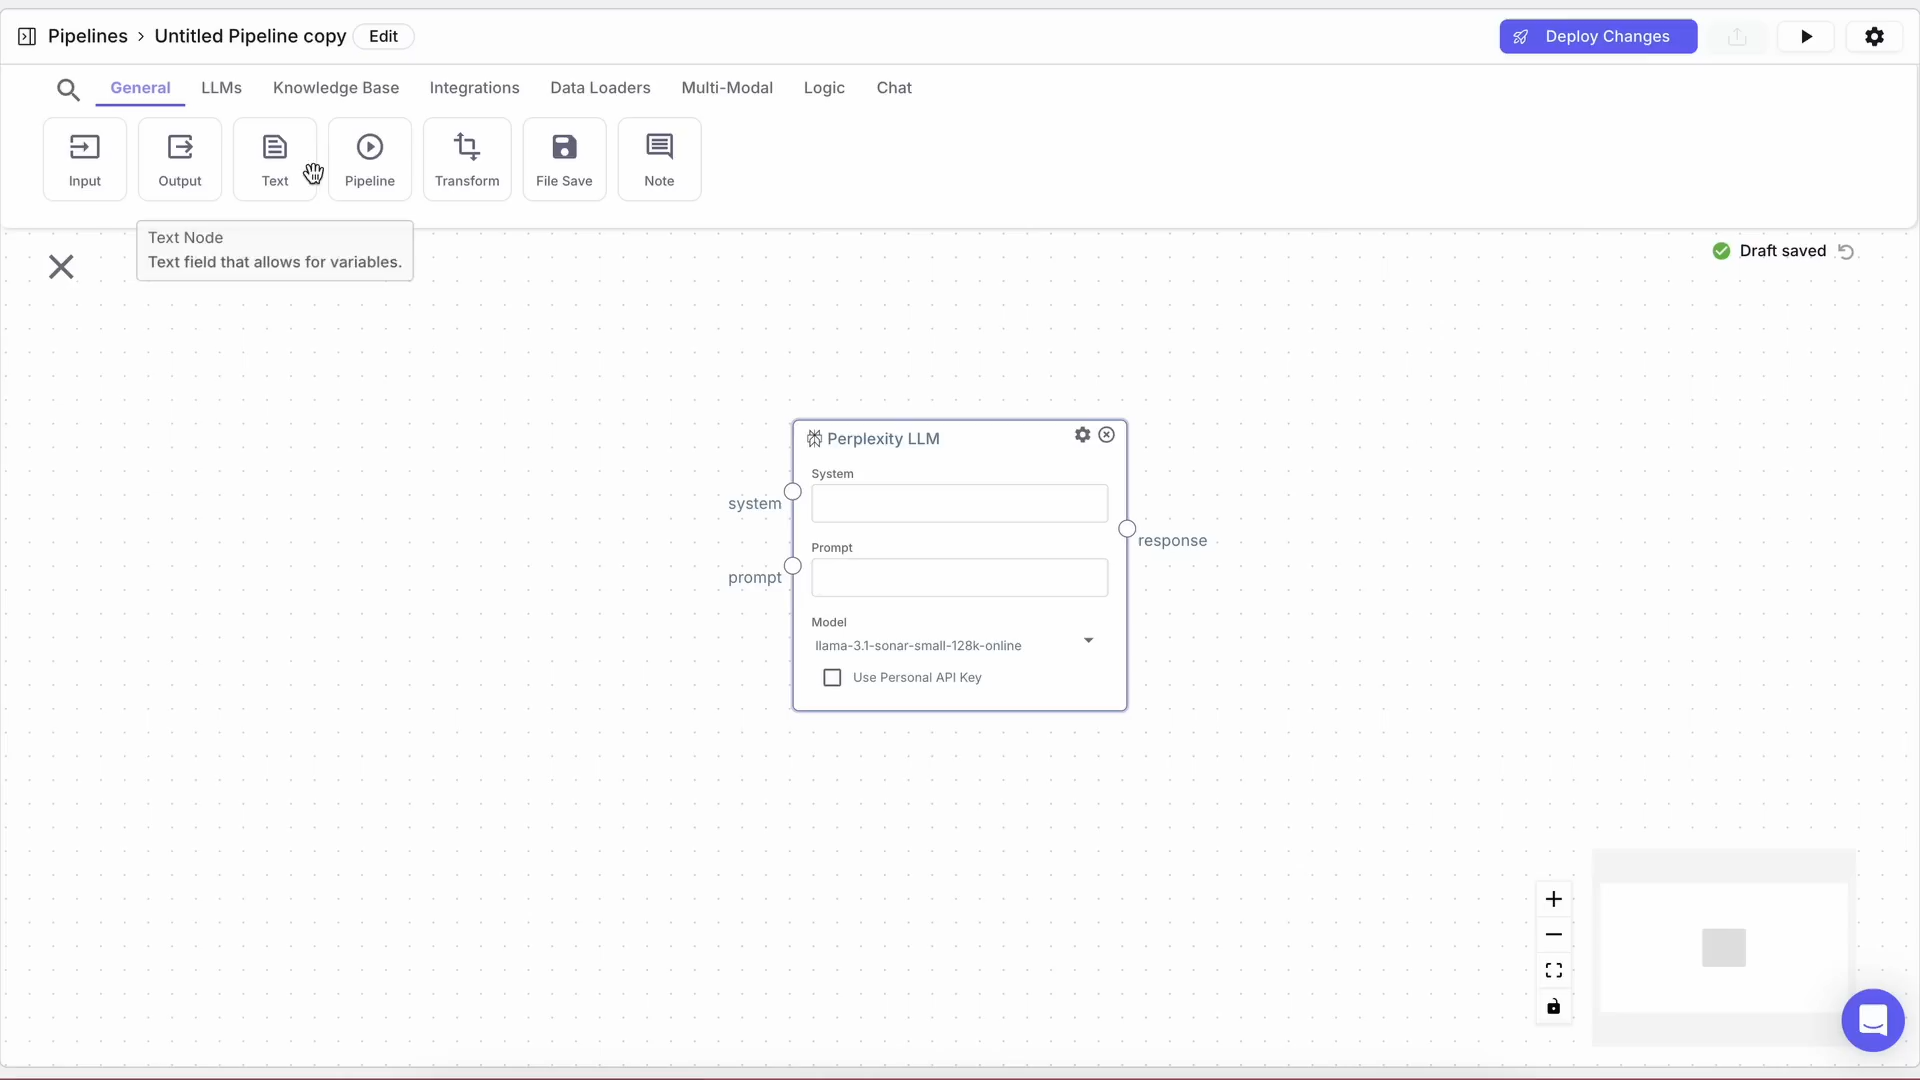 Pipelines › Untitled Pipeline copy Edit Deploy Changes
General LLMs Knowledge Base Integrations Data Loaders Multi-Modal Logic Chat
Input Output Text Pipeline Transform File Save Note
Text Node
Text field that allows for variables.
Draft saved
Perplexity LLM
System
system
response
Prompt
prompt
Model
llama-3.1-sonar-small-128k-online
Use Personal API Key